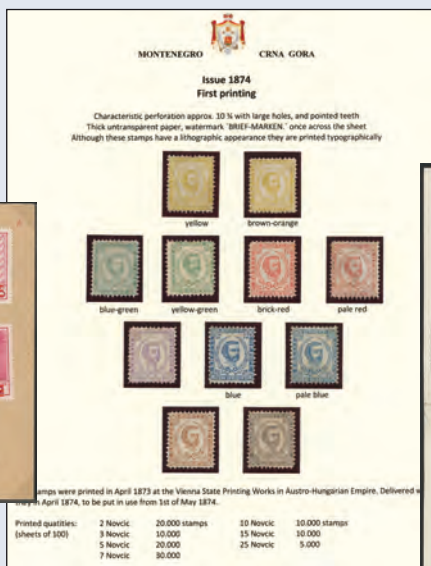 MONTENEGRO CRNA GORA
Issue 1874
First printing
Characteristic perforation approx. 10 ½ with large holes, and pointed teeth
Thick untransparent paper, watermark ‘BRIEF-MARKEN.’ once across the sheet
Although these stamps have a lithographic appearance they are printed typographically
yellow brown-orange
blue-green yellow-green brick-red pale red
blue pale blue
stamps were printed in April 1873 at the Vienna State Printing Works in Austro-Hungarian Empire. Delivered
in April 1874, to be put in use from 1st of May 1874.
Printed quatities: 2 Novcic 20.000 stamps 10 Novcic 10.000 stamps
(sheets of 100) 3 Novcic 10.000 15 Novcic 10.000
5 Novcic 20.000 25 Novcic 5.000
7 Novcic 30.000